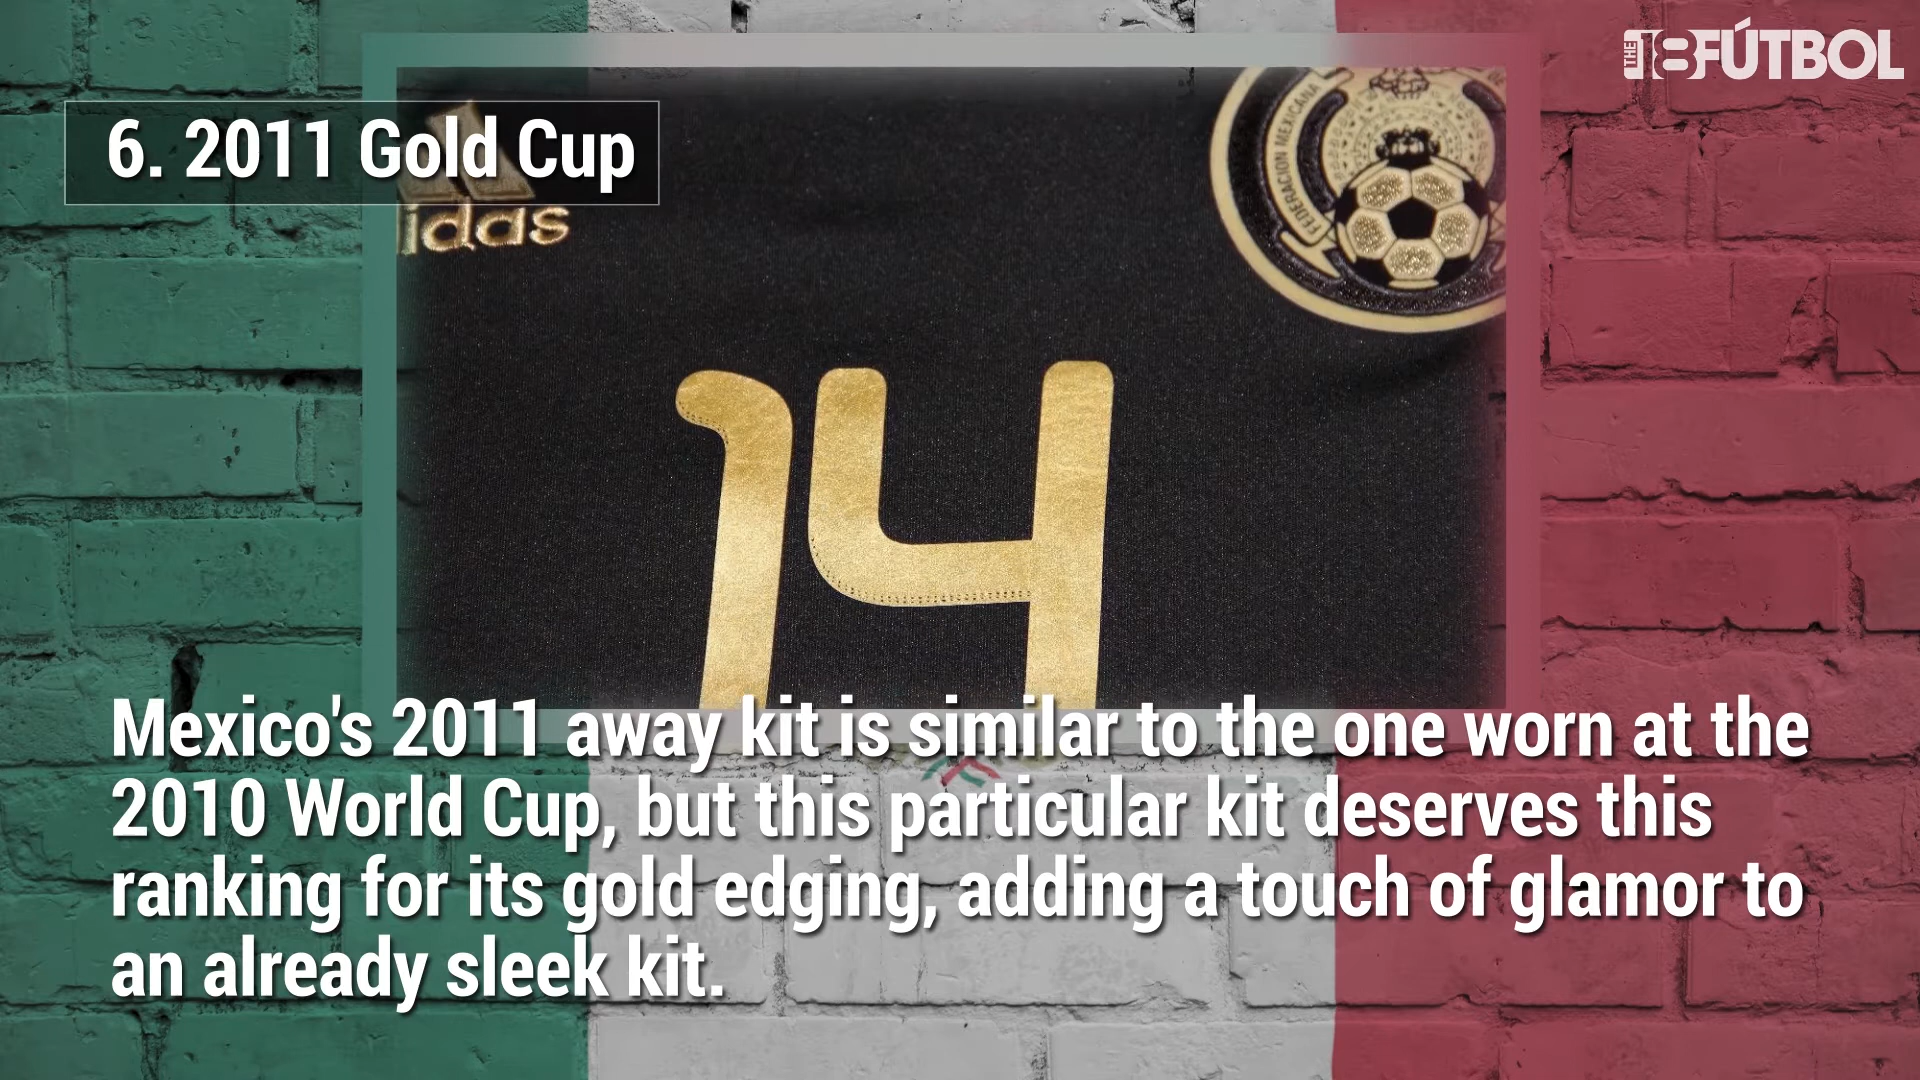 THE 18 FÚTBOL
6. 2011 Gold Cup
idas
FEDERACION MEXICANA
14
Mexico's 2011 away kit is similar to the one worn at the
2010 World Cup, but this particular kit deserves this
ranking for its gold edging, adding a touch of glamor to
an already sleek kit.